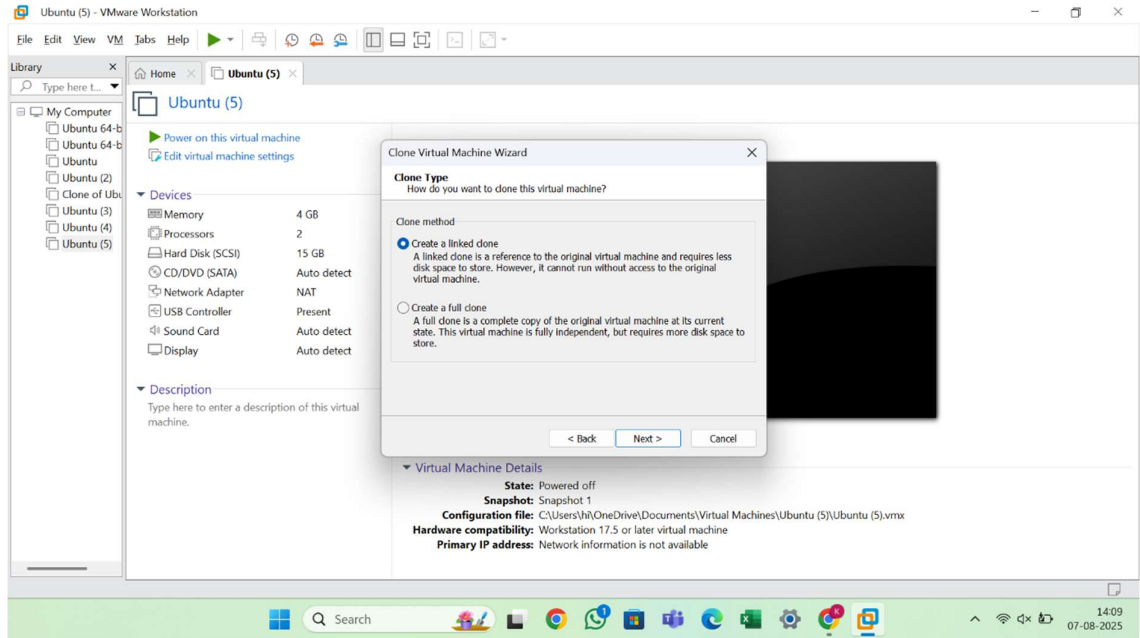 Ubuntu (5) - VMware Workstation
File Edit View VM Tabs Help
Library
Type here t...
Home
Ubuntu (5)
My Computer
Ubuntu 64-b
Ubuntu 64-b
Ubuntu
Ubuntu (2)
Clone of Ubu
Ubuntu (3)
Ubuntu (4)
Ubuntu (5)
Ubuntu (5)
Power on this virtual machine
Edit virtual machine settings
Devices
Memory 4 GB
Processors 2
Hard Disk (SCSI) 15 GB
CD/DVD (SATA) Auto detect
Network Adapter NAT
USB Controller Present
Sound Card Auto detect
Display Auto detect
Description
Type here to enter a description of this virtual
machine.
Clone Virtual Machine Wizard
Clone Type
How do you want to clone this virtual machine?
Clone method
Create a linked clone
A linked clone is a reference to the original virtual machine and requires less
disk space to store. However, it cannot run without access to the original
virtual machine.
Create a full clone
A full clone is a complete copy of the original virtual machine at its current
state. This virtual machine is fully independent, but requires more disk space to
store.
< Back Next > Cancel
Virtual Machine Details
State: Powered off
Snapshot: Snapshot 1
Configuration file: C:\Users\hi\OneDrive\Documents\Virtual Machines\Ubuntu (5)\Ubuntu (5).vmx
Hardware compatibility: Workstation 17.5 or later virtual machine
Primary IP address: Network information is not available
Search
1
K
14:09
07-08-2025